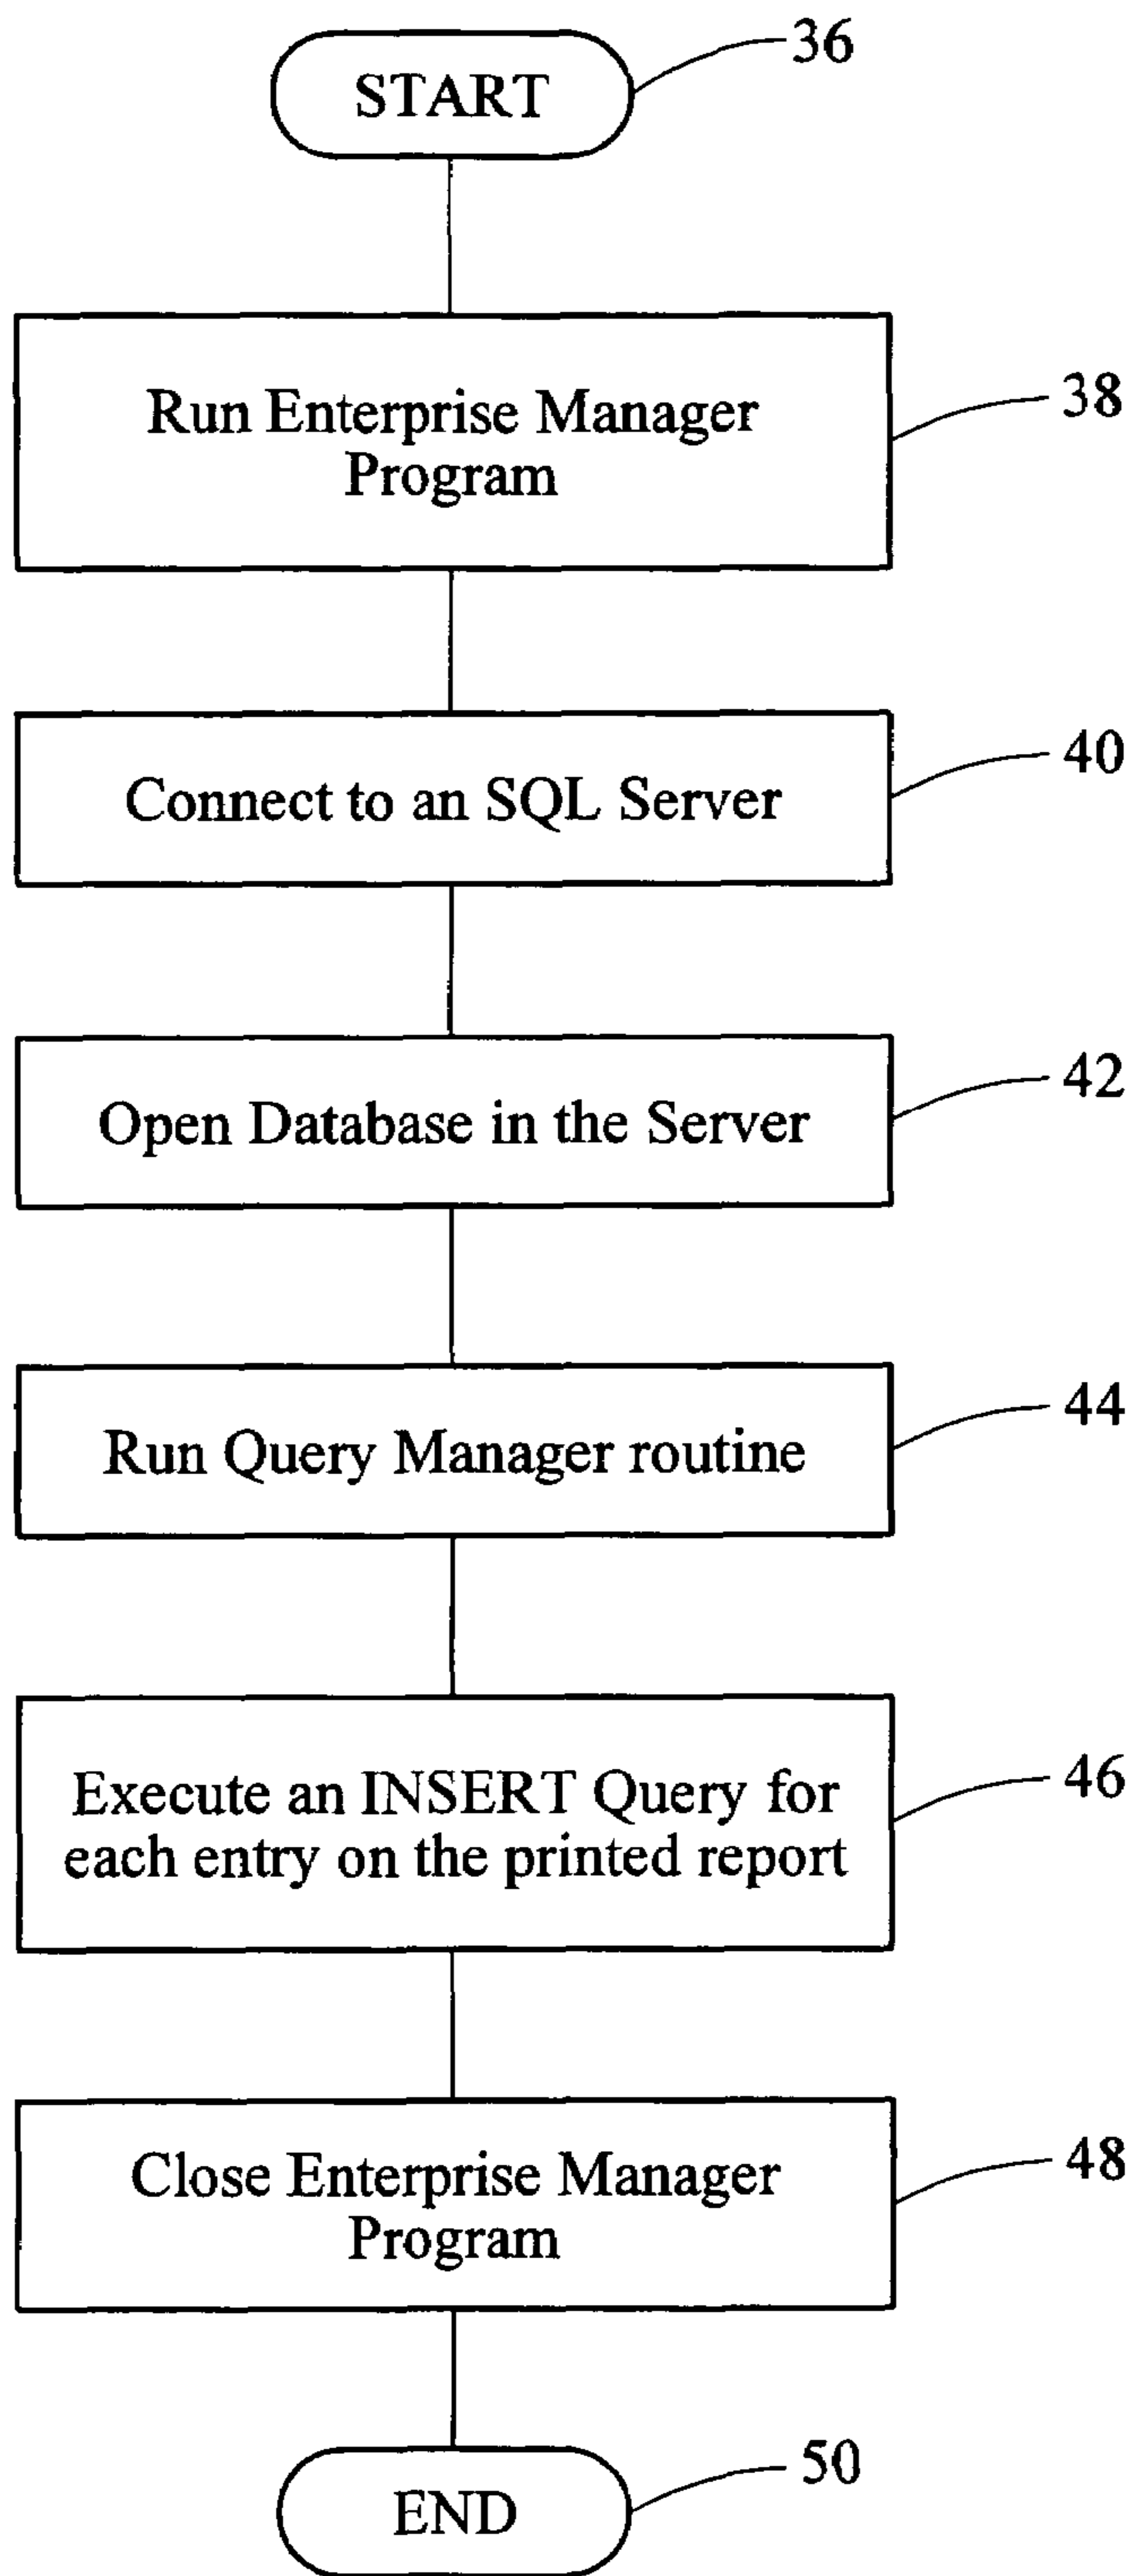 36
START
Run Enterprise Manager
Program
38
Connect to an SQL Server
40
Open Database in the Server
42
Run Query Manager routine
44
Execute an INSERT Query for
each entry on the printed report
46
Close Enterprise Manager
Program
48
END
50